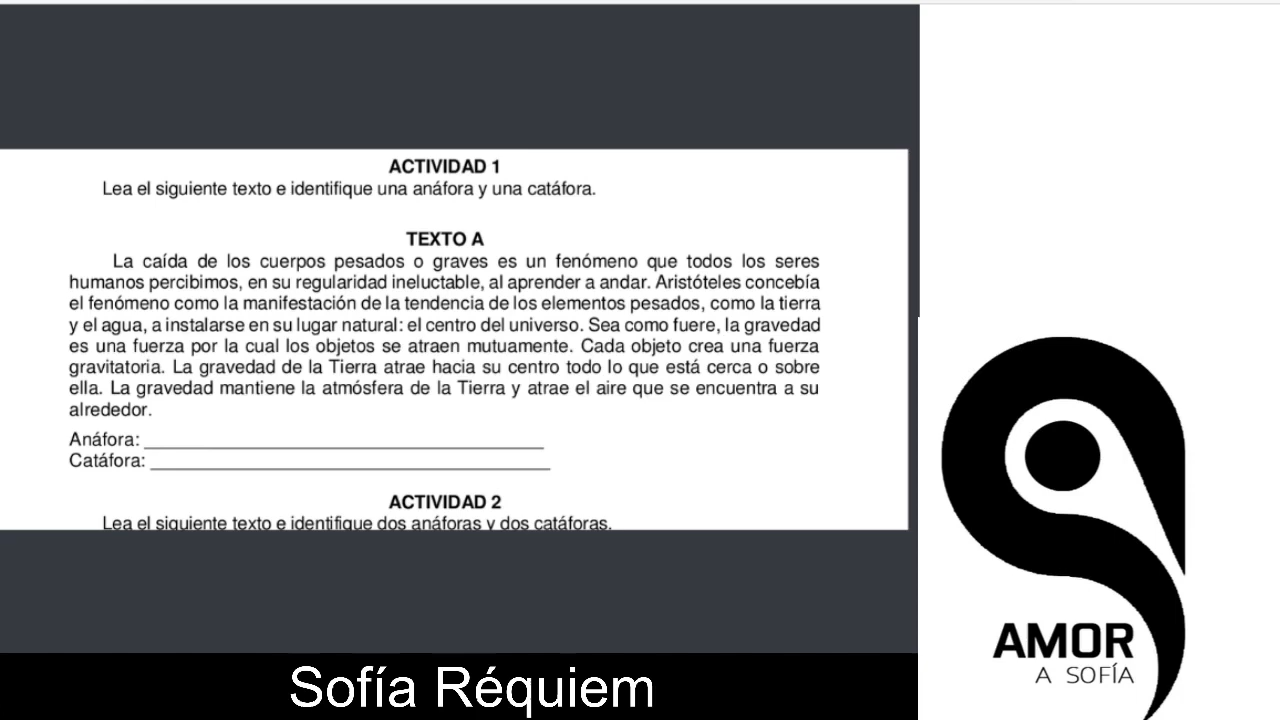 ACTIVIDAD 1
Lea el siguiente texto e identifique una anáfora y una catáfora.
TEXTO A
La caída de los cuerpos pesados o graves es un fenómeno que todos los seres
humanos percibimos, en su regularidad ineluctable, al aprender a andar. Aristóteles concebía
el fenómeno como la manifestación de la tendencia de los elementos pesados, como la tierra
y el agua, a instalarse en su lugar natural: el centro del universo. Sea como fuere, la gravedad
es una fuerza por la cual los objetos se atraen mutuamente. Cada objeto crea una fuerza
gravitatoria. La gravedad de la Tierra atrae hacia su centro todo lo que está cerca o sobre
ella. La gravedad mantiene la atmósfera de la Tierra y atrae el aire que se encuentra a su
alrededor.
Anáfora: ________________________________________
Catáfora: ________________________________________
ACTIVIDAD 2
Lea el siguiente texto e identifique dos anáforas y dos catáforas.
Sofía Réquiem
AMOR
A SOFÍA